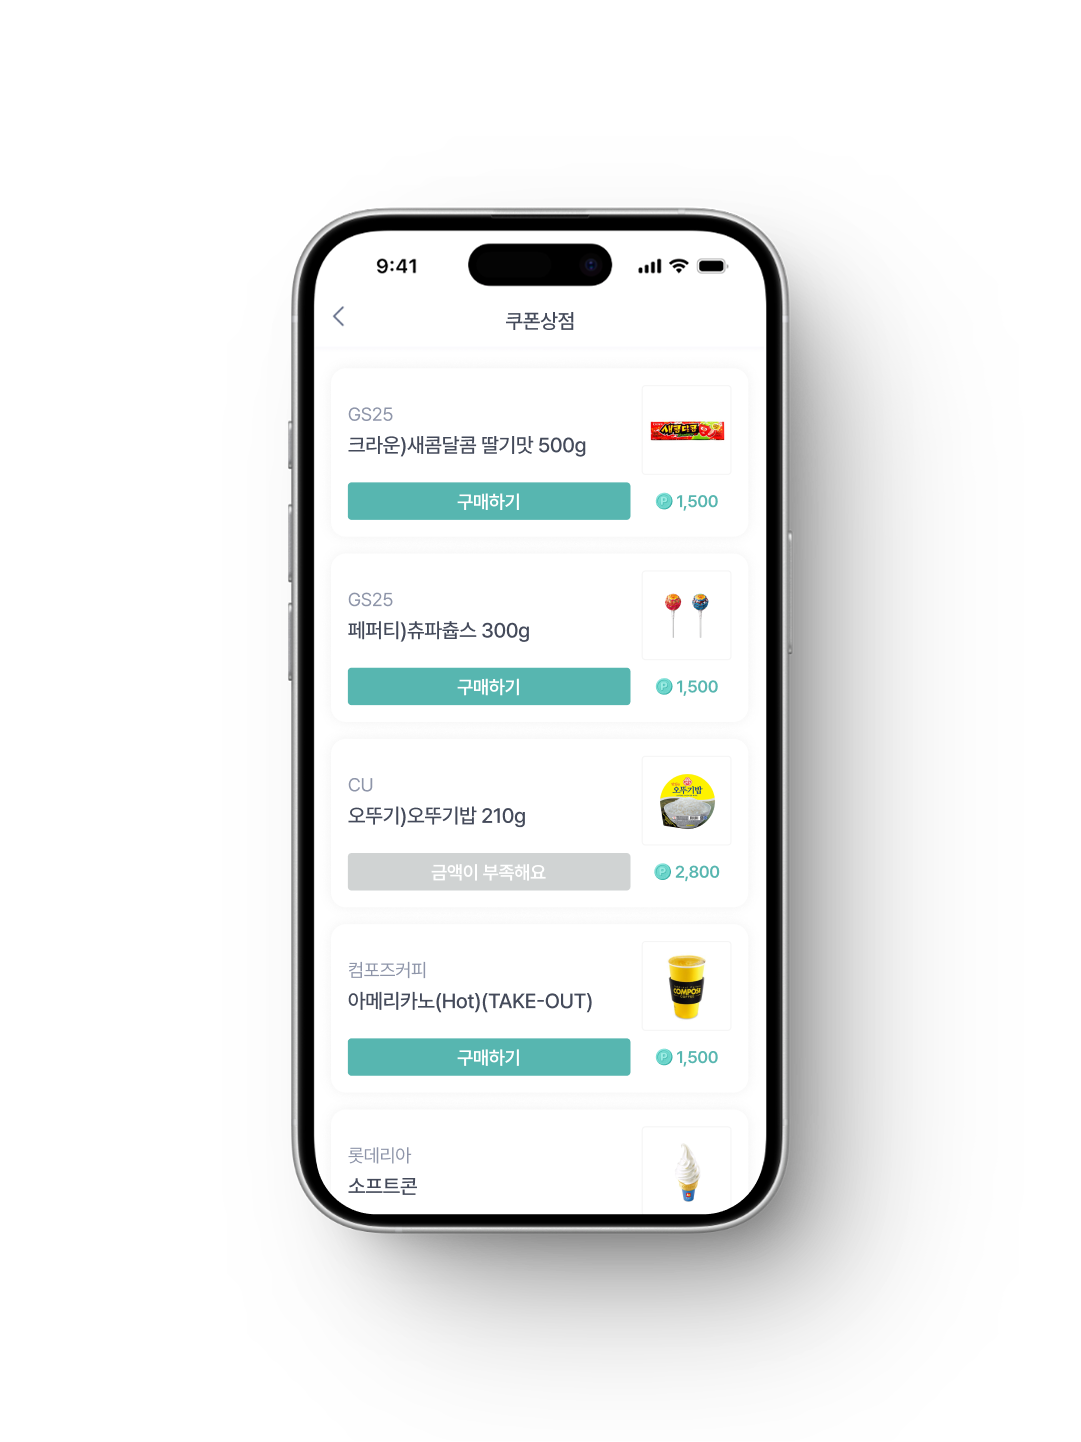 9:41
쿠폰상점
GS25
크라운)새콤달콤 딸기맛 500g
구매하기
P 1,500
GS25
페퍼티)츄파춥스 300g
구매하기
P 1,500
CU
오뚜기)오뚜기밥 210g
오뚜기밥
금액이 부족해요
P 2,800
컴포즈커피
아메리카노(Hot)(TAKE-OUT)
COMPOSE
COFFEE
구매하기
P 1,500
롯데리아
소프트콘